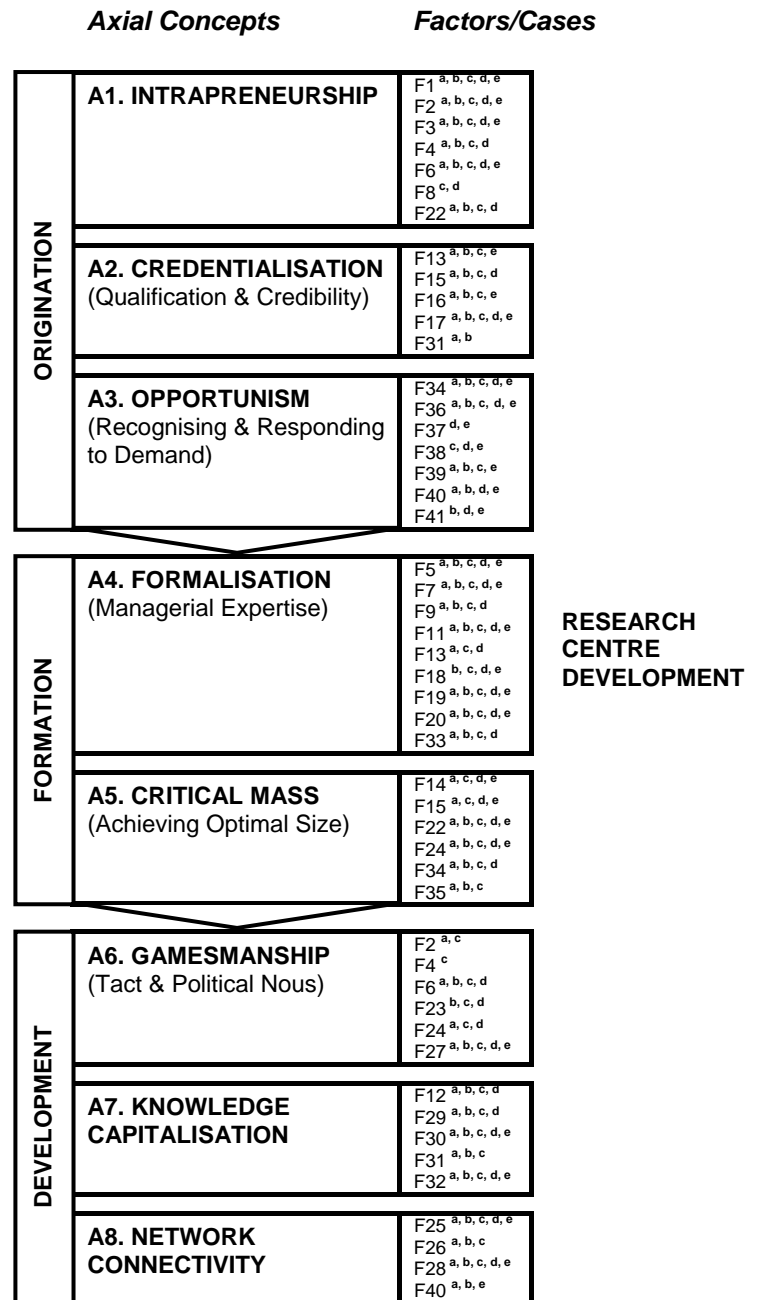 Axial Concepts Factors/Cases
ORIGINATION
A1. INTRAPRENEURSHIP
F1 a, b, c, d, e
F2 a, b, c, d, e
F3 a, b, c, d, e
F4 a, b, c, d
F6 a, b, c, d, e
F8 c, d
F22 a, b, c, d
A2. CREDENTIALISATION
(Qualification & Credibility)
F13 a, b, c, e
F15 a, b, c, d
F16 a, b, c, e
F17 a, b, c, d, e
F31 a, b
A3. OPPORTUNISM
(Recognising & Responding
to Demand)
F34 a, b, c, d, e
F36 a, b, c, d, e
F37 d, e
F38 c, d, e
F39 a, b, c, e
F40 a, b, d, e
F41 b, d, e
FORMATION
A4. FORMALISATION
(Managerial Expertise)
F5 a, b, c, d, e
F7 a, b, c, d, e
F9 a, b, c, d
F11 a, b, c, d, e
F13 a, c, d
F18 b, c, d, e
F19 a, b, c, d, e
F20 a, b, c, d, e
F33 a, b, c, d
RESEARCH
CENTRE
DEVELOPMENT
A5. CRITICAL MASS
(Achieving Optimal Size)
F14 a, c, d, e
F15 a, c, d, e
F22 a, b, c, d, e
F24 a, b, c, d, e
F34 a, b, c, d
F35 a, b, c
DEVELOPMENT
A6. GAMESMANSHIP
(Tact & Political Nous)
F2 a, c
F4 c
F6 a, b, c, d
F23 b, c, d
F24 a, c, d
F27 a, b, c, d, e
A7. KNOWLEDGE
CAPITALISATION
F12 a, b, c, d
F29 a, b, c, d
F30 a, b, c, d, e
F31 a, b, c
F32 a, b, c, d, e
A8. NETWORK
CONNECTIVITY
F25 a, b, c, d, e
F26 a, b, c
F28 a, b, c, d, e
F40 a, b, e